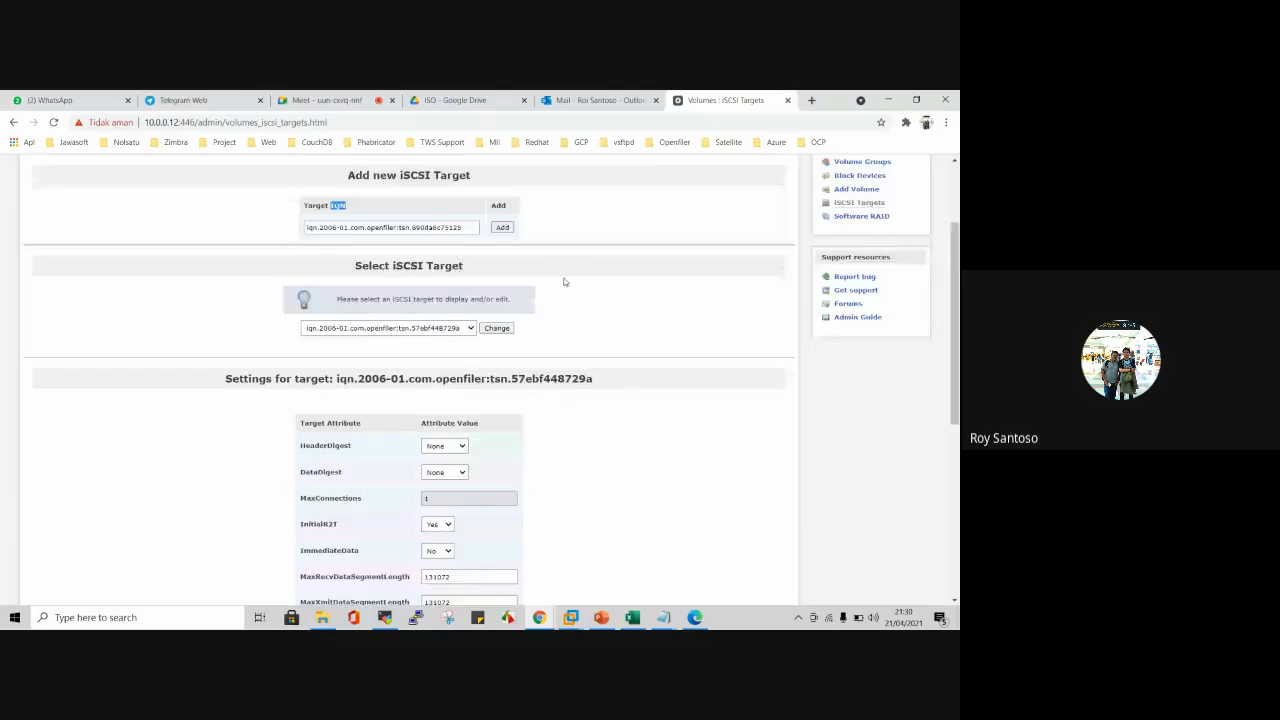 (2) WhatsApp
Telegram Web
Meet – uun-cxvq-nnf
ISO - Google Drive
Mail - Roi Santoso - Outloo
Volumes : iSCSI Targets
Tidak aman | 10.0.0.12:446/admin/volumes_iscsi_targets.html
Apl
Jawasoft
Nolsatu
Zimbra
Project
Web
CouchDB
Phabricator
TWS Support
MII
Redhat
GCP
vsftpd
Openfiler
Satellite
Azure
OCP
Add new iSCSI Target
Target IQN
Add
iqn.2006-01.com.openfiler:tsn.690da6c75125
Add
Select iSCSI Target
Please select an iSCSI target to display and/or edit.
iqn.2006-01.com.openfiler:tsn.57ebf448729a
Change
Settings for target: iqn.2006-01.com.openfiler:tsn.57ebf448729a
Target Attribute
Attribute Value
HeaderDigest
None
DataDigest
None
MaxConnections
1
InitialR2T
Yes
ImmediateData
No
MaxRecvDataSegmentLength
131072
MaxXmitDataSegmentLength
131072
Volume Groups
Block Devices
Add Volume
iSCSI Targets
Software RAID
Support resources
Report bug
Get support
Forums
Admin Guide
Type here to search
21:30
21/04/2021
5
Roy Santoso